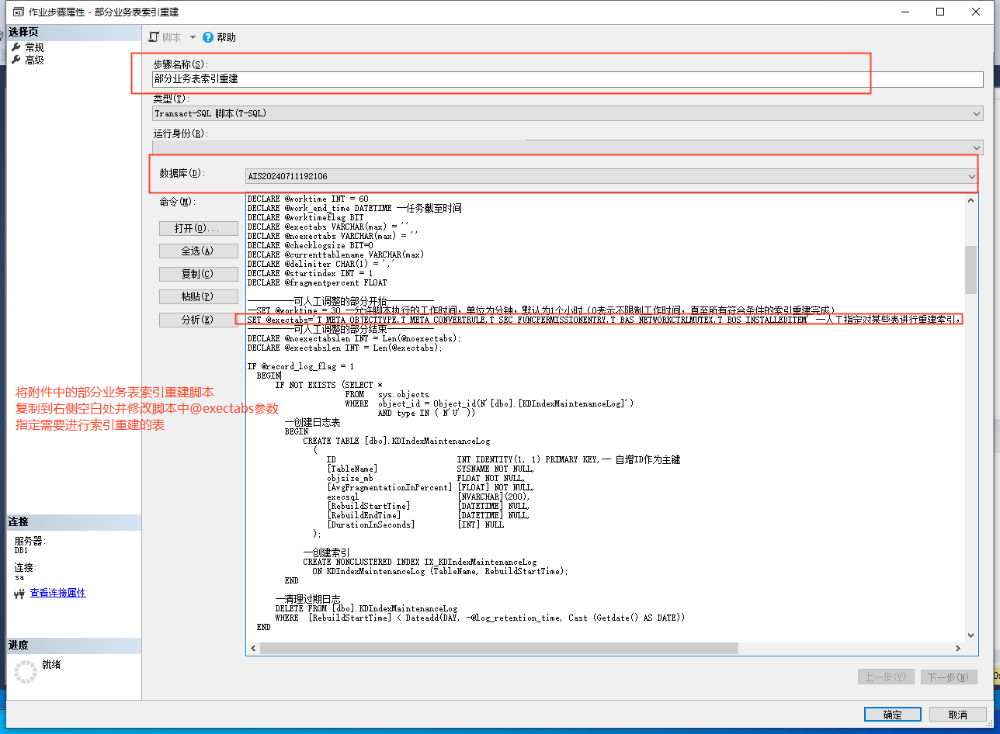 作业步骤属性 - 部分业务表索引重建
选择页
常规
高级
脚本
帮助
步骤名称(S):
部分业务表索引重建
类型(T):
Transact-SQL 脚本(T-SQL)
运行身份(R):
数据库(D):
AIS20240711192106
命令(M):
打开(O)...
全选(A)
复制(C)
粘贴(P)
分析(E)
DECLARE @worktime INT = 60
DECLARE @work_end_time DATETIME --任务截至时间
DECLARE @worktimeflag BIT
DECLARE @exectabs VARCHAR(max) = ''
DECLARE @noexectabs VARCHAR(max) = ''
DECLARE @checklogsize BIT=0
DECLARE @currenttablename VARCHAR(max)
DECLARE @delimiter CHAR(1) = ','
DECLARE @startindex INT = 1
DECLARE @fragmentpercent FLOAT
--------------------可人工调整的部分开始--------------------
--SET @worktime = 30 --允许脚本执行的工作时间，单位为分钟，默认为1个小时（0表示不限制工作时间，直至所有符合条件的索引重建完成）
SET @exectabs='T_META_OBJECTTYPE,T_META_CONVERTRULE,T_SEC_FUNCPERMISSIONENTRY,T_BAS_NETWORKCTRLMUTEX,T_BOS_INSTALLEDITEM' --人工指定对某些表进行重建索引，
--------------------可人工调整的部分结束--------------------
DECLARE @noexectabslen INT = Len(@noexectabs);
DECLARE @exectabslen INT = Len(@exectabs);
IF @record_log_flag = 1
BEGIN
IF NOT EXISTS (SELECT *
FROM sys.objects
WHERE object_id = Object_id(N'[dbo].[KDIndexMaintenanceLog]')
AND type IN ( N'U' ))
--创建日志表
BEGIN
CREATE TABLE [dbo].KDIndexMaintenanceLog
(
ID INT IDENTITY(1, 1) PRIMARY KEY,-- 自增ID作为主键
[TableName] SYSNAME NOT NULL,
objsize_mb FLOAT NOT NULL,
[AvgFragmentationInPercent] [FLOAT] NOT NULL,
execsql [NVARCHAR](200),
[RebuildStartTime] [DATETIME] NULL,
[RebuildEndTime] [DATETIME] NULL,
[DurationInSeconds] [INT] NULL
);
--创建索引
CREATE NONCLUSTERED INDEX IX_KDIndexMaintenanceLog
ON KDIndexMaintenanceLog (TableName, RebuildStartTime);
END
--清理过期日志
DELETE FROM [dbo].KDIndexMaintenanceLog
WHERE [RebuildStartTime] < Dateadd(DAY, -@log_retention_time, Cast (Getdate() AS DATE))
END
将附件中的部分业务表索引重建脚本
复制到右侧空白处并修改脚本中@exectabs参数
指定需要进行索引重建的表
连接
服务器:
DB1
连接:
sa
查看连接属性
进度
就绪
上一步(V)
下一步(N)
确定
取消